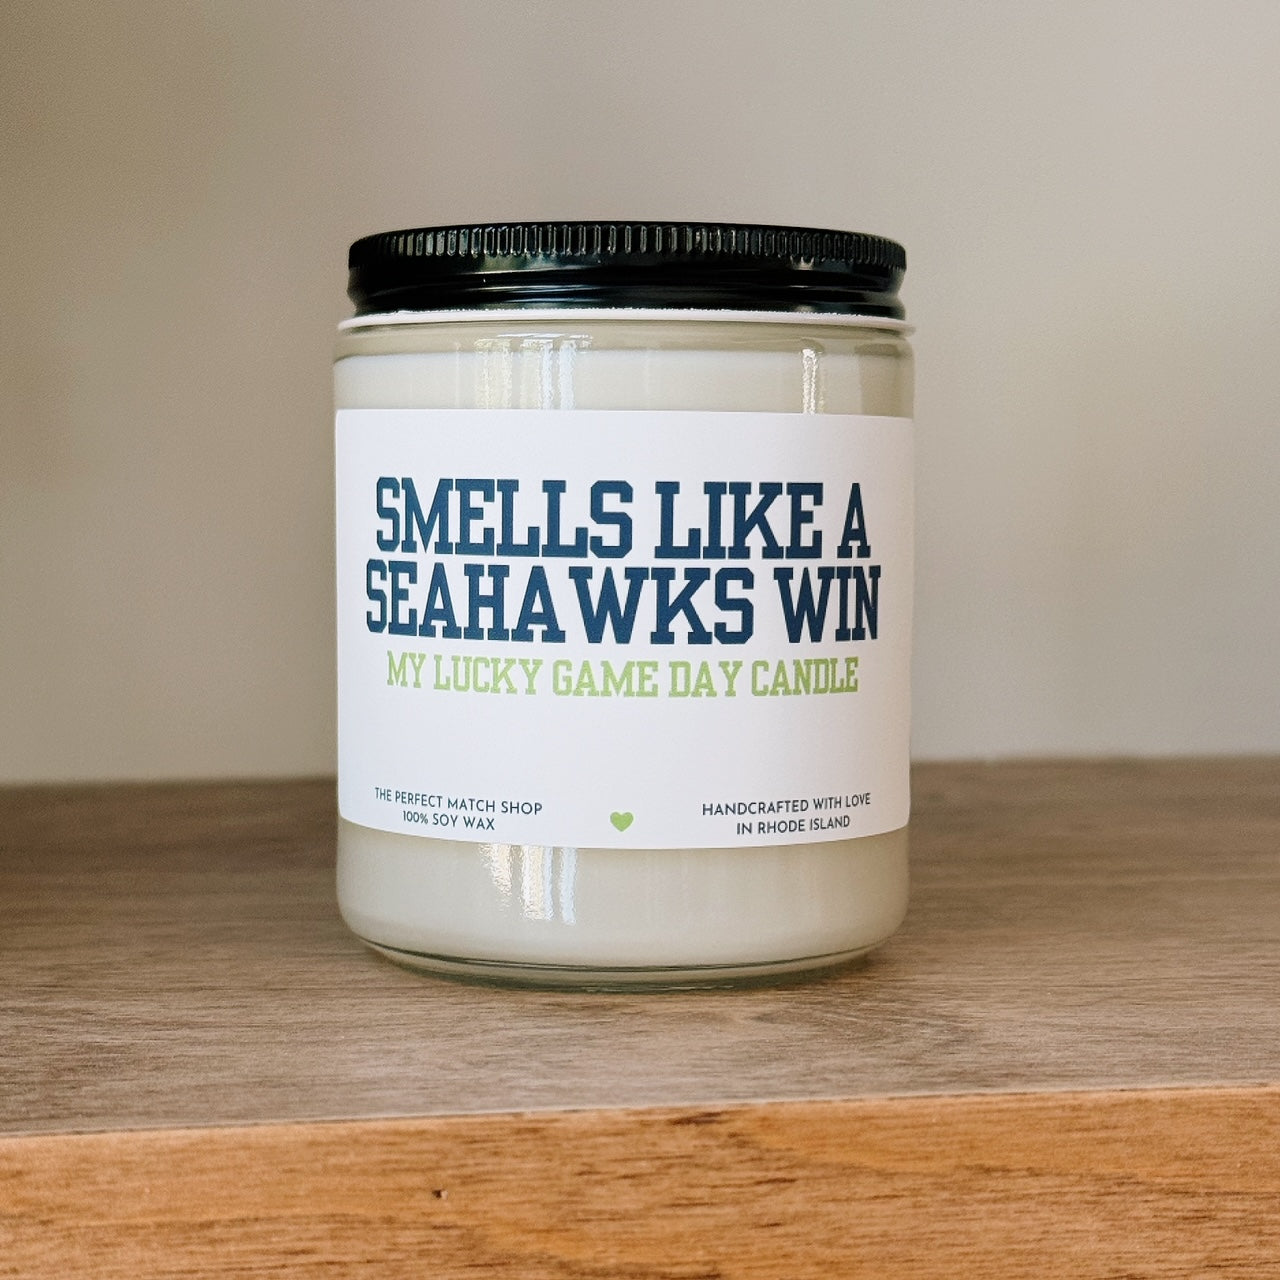 SMELLS LIKE A
SEAHAWKS WIN
MY LUCKY GAME DAY CANDLE
THE PERFECT MATCH SHOP
100% SOY WAX
HANDCRAFTED WITH LOVE
IN RHODE ISLAND